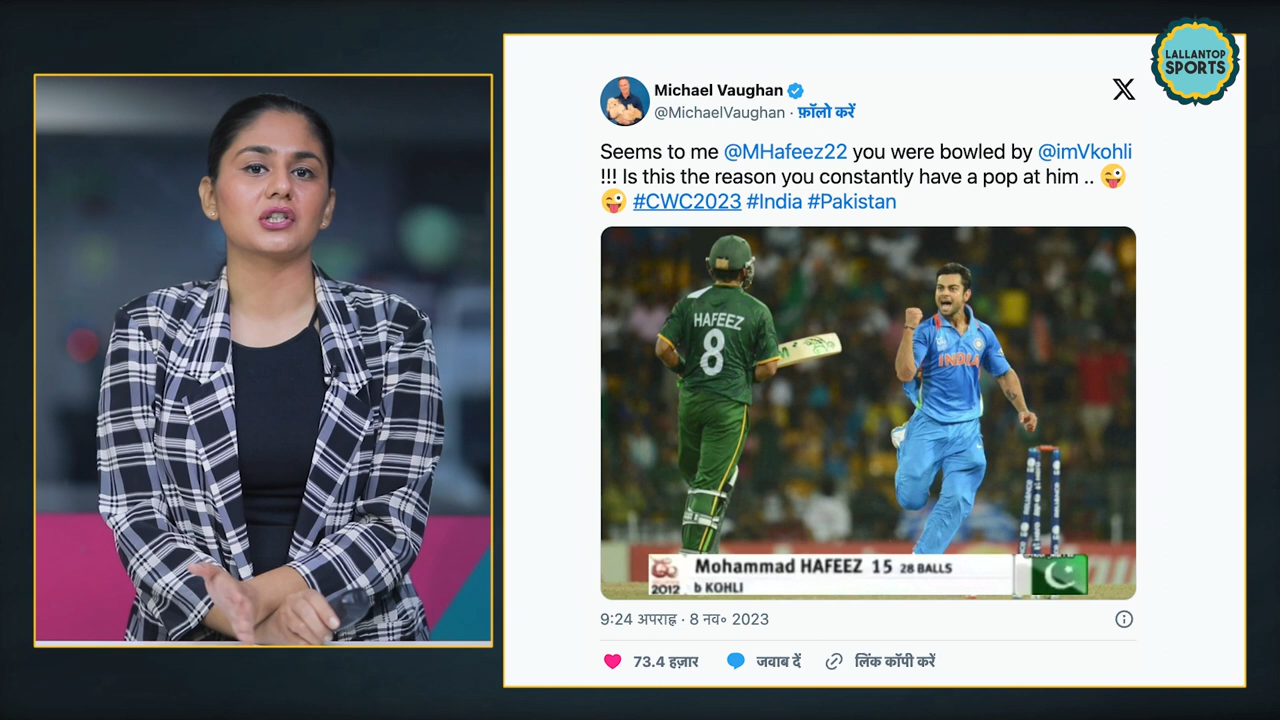 LALLANTOP
SPORTS
Michael Vaughan
@MichaelVaughan · फ़ॉलो करें
Seems to me @MHafeez22 you were bowled by @imVkohli
!!! Is this the reason you constantly have a pop at him .. 😜
😜 #CWC2023 #India #Pakistan
HAFEEZ
8
INDIA
Mohammad HAFEEZ 15 28 BALLS
2012 b KOHLI
9:24 अपराह्न · 8 नव॰ 2023
73.4 हज़ार जवाब दें लिंक कॉपी करें